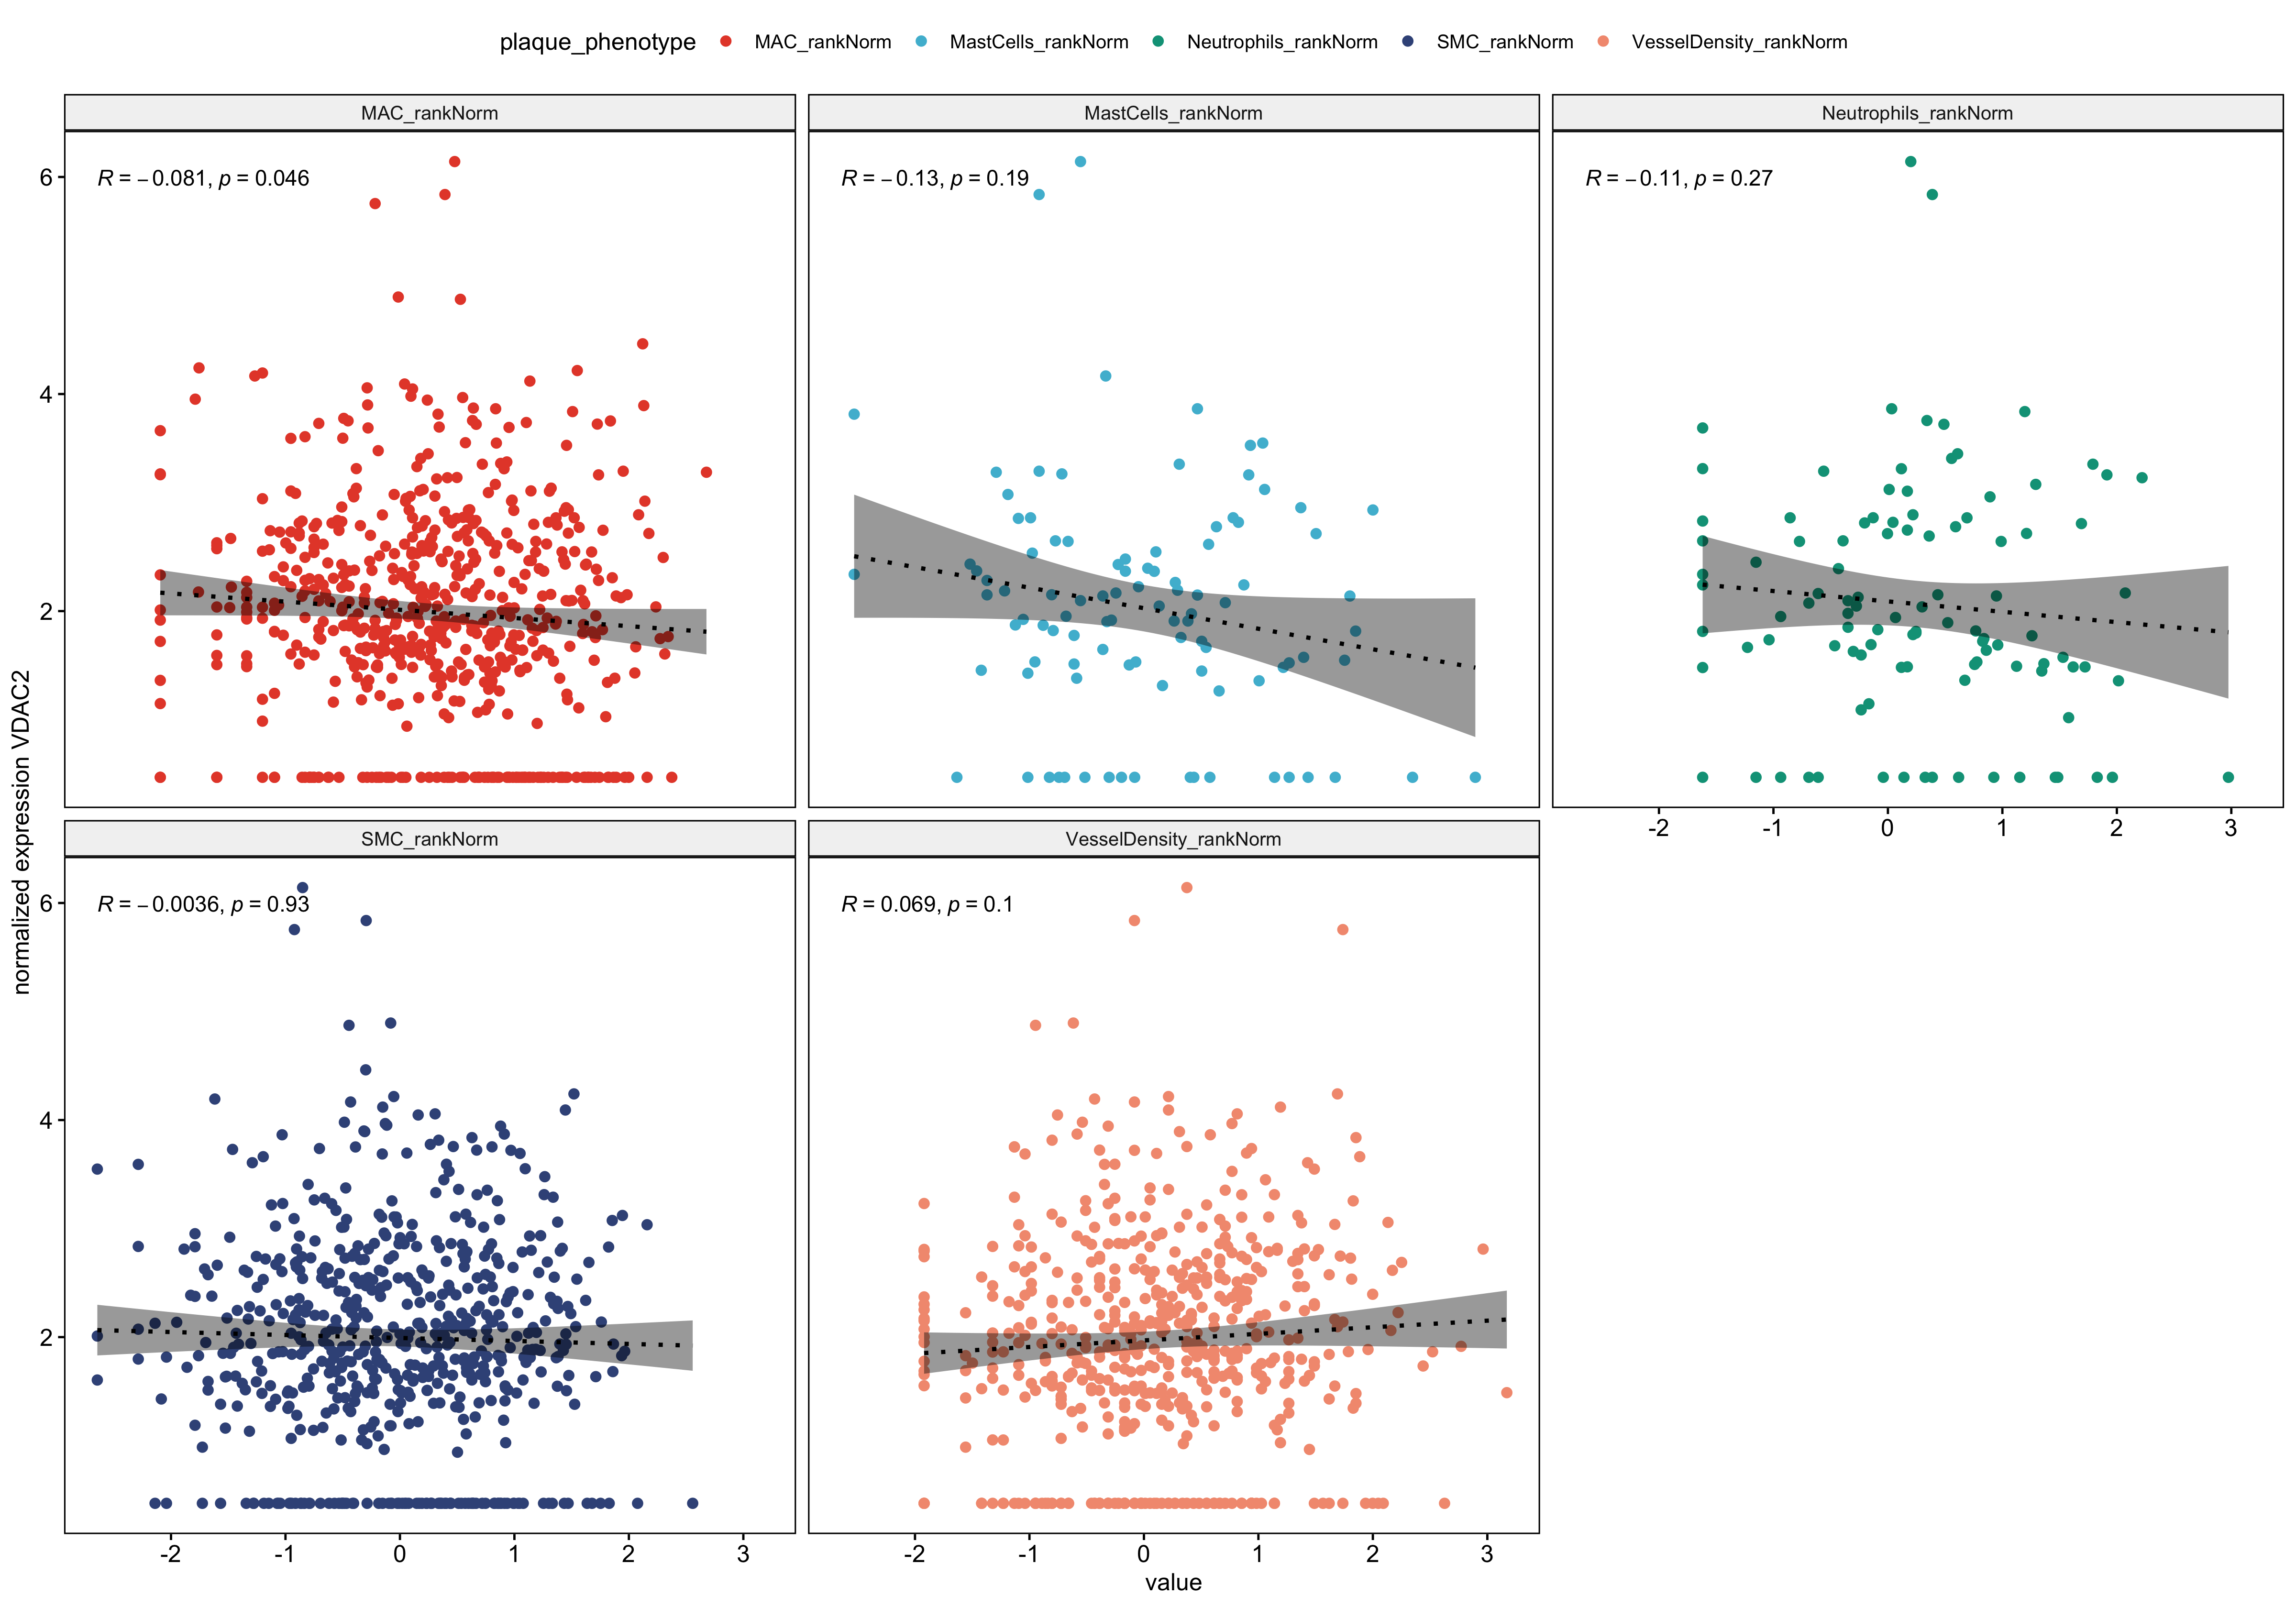 plaque_phenotype MAC_rankNorm MastCells_rankNorm Neutrophils_rankNorm SMC_rankNorm VesselDensity_rankNorm
MAC_rankNorm
R = −0.081, p = 0.046
MastCells_rankNorm
R = −0.13, p = 0.19
Neutrophils_rankNorm
R = −0.11, p = 0.27
6
4
2
-2 -1 0 1 2 3
SMC_rankNorm
R = −0.0036, p = 0.93
VesselDensity_rankNorm
R = 0.069, p = 0.1
6
4
2
-2 -1 0 1 2 3
-2 -1 0 1 2 3
normalized expression VDAC2
value